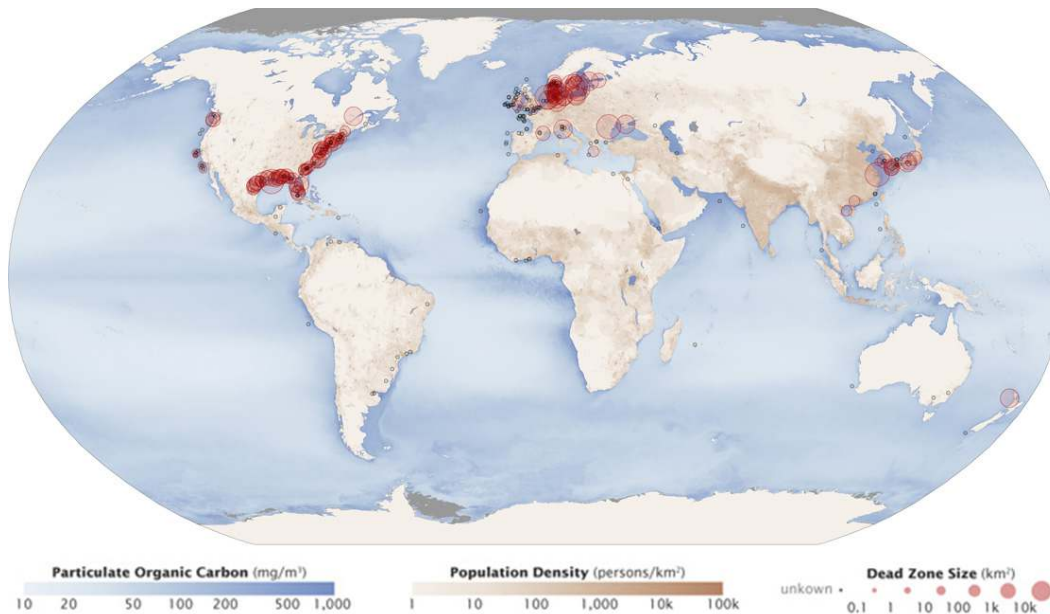 Particulate Organic Carbon (mg/m³)
10 20 50 100 200 500 1,000
Population Density (persons/km²)
1 10 100 1,000 10k 100k
Dead Zone Size (km²)
unkown
0.1 1 10 100 1k 10k